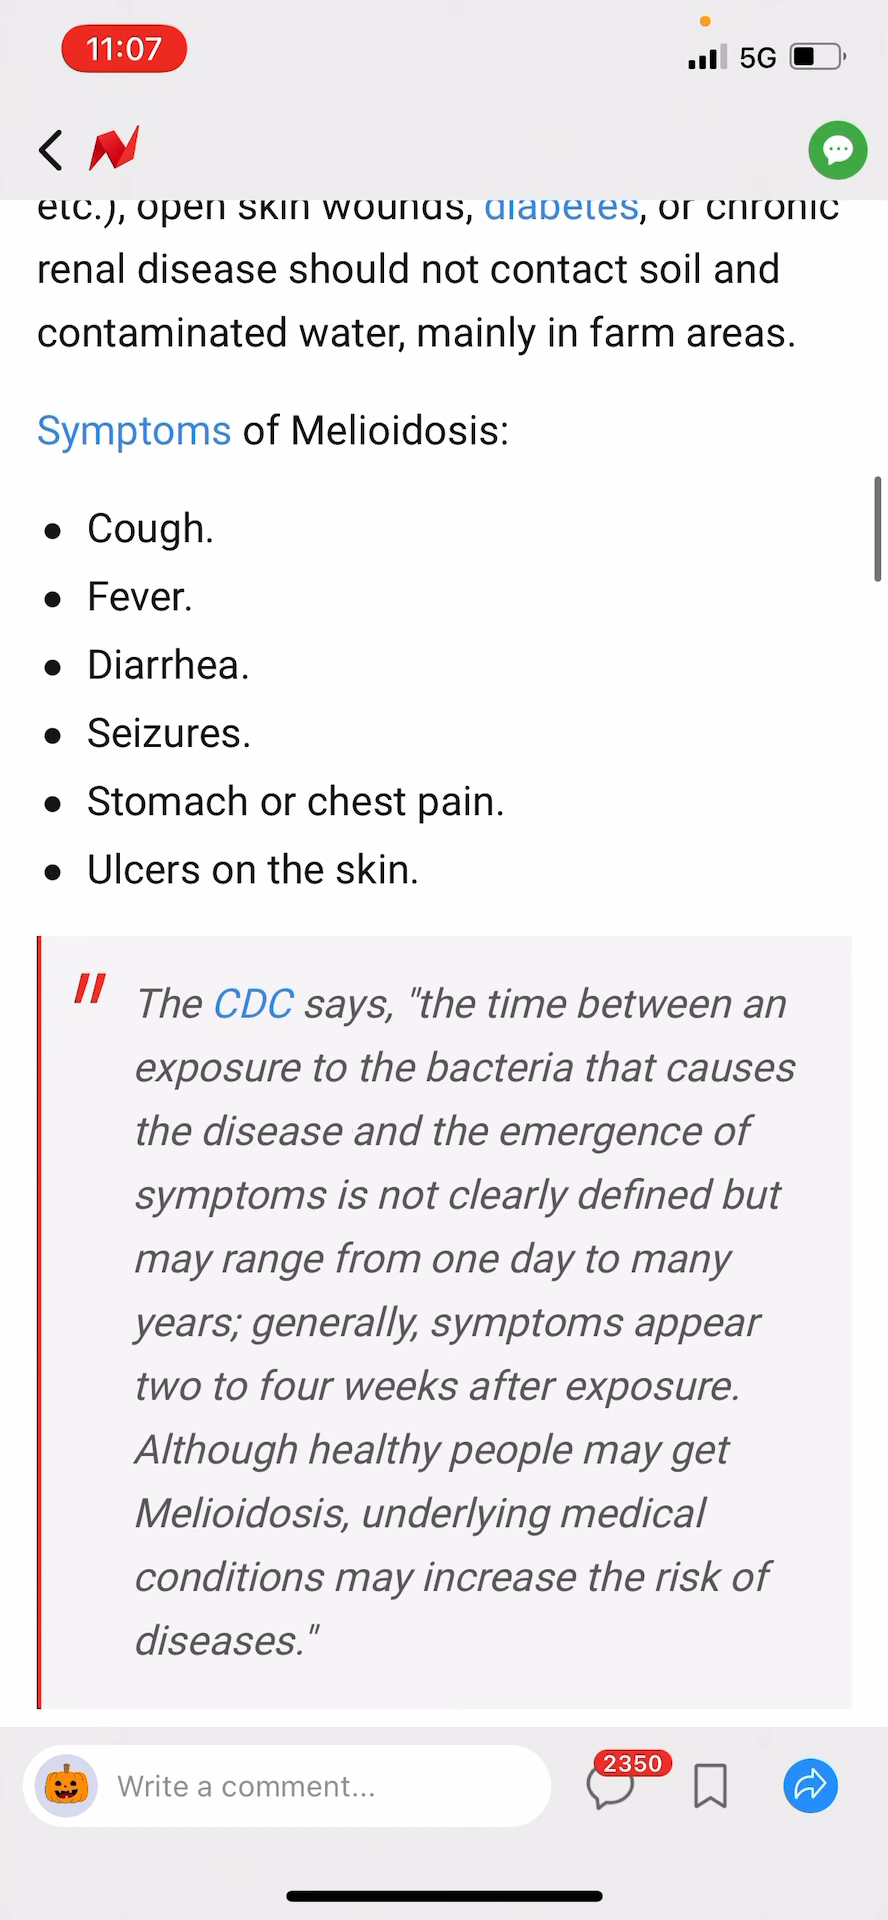 11:07
5G
etc.), open skin wounds, diabetes, or chronic
renal disease should not contact soil and
contaminated water, mainly in farm areas.
Symptoms of Melioidosis:
• Cough.
• Fever.
• Diarrhea.
• Seizures.
• Stomach or chest pain.
• Ulcers on the skin.
" The CDC says, "the time between an
exposure to the bacteria that causes
the disease and the emergence of
symptoms is not clearly defined but
may range from one day to many
years; generally, symptoms appear
two to four weeks after exposure.
Although healthy people may get
Melioidosis, underlying medical
conditions may increase the risk of
diseases."
Write a comment...
2350